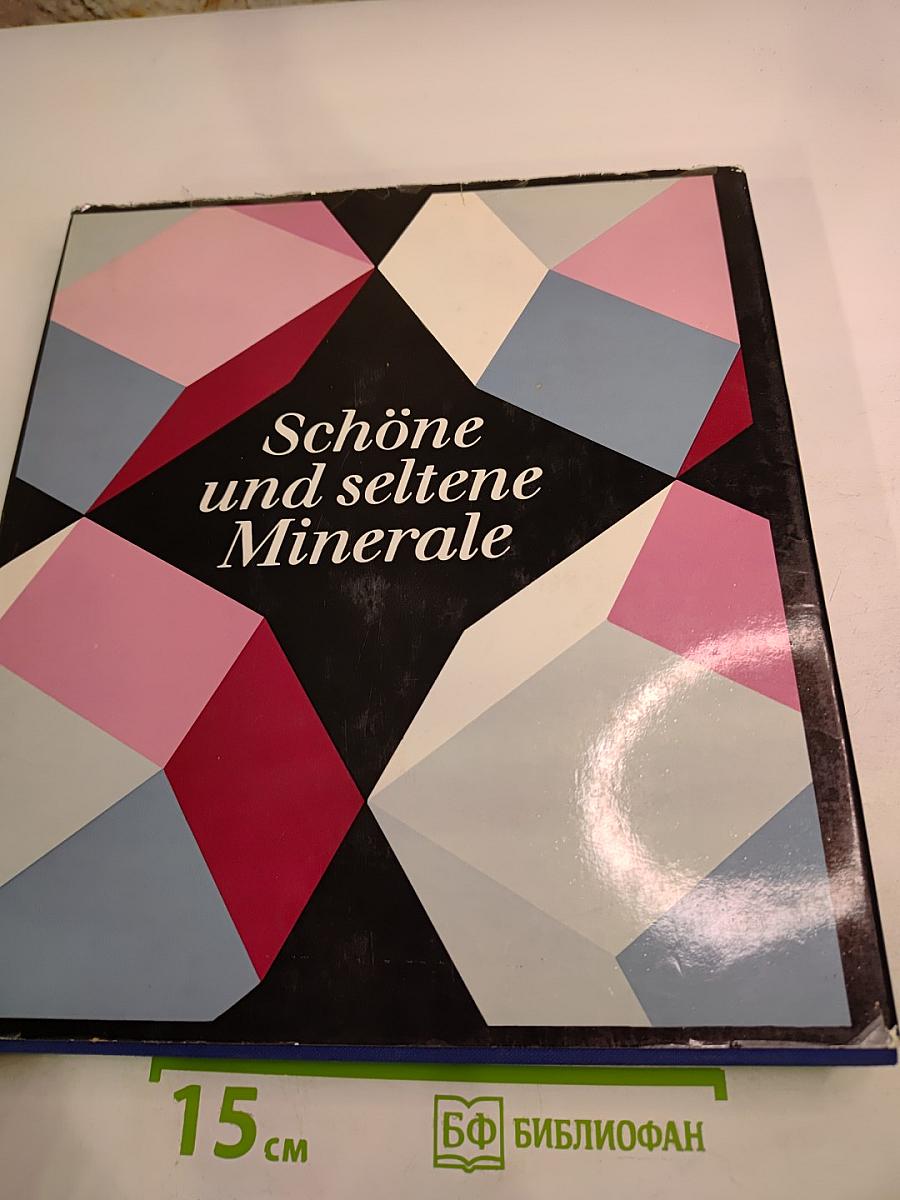 Schöne
und seltene
Minerale
15 см
БФ БИБЛИОФАН